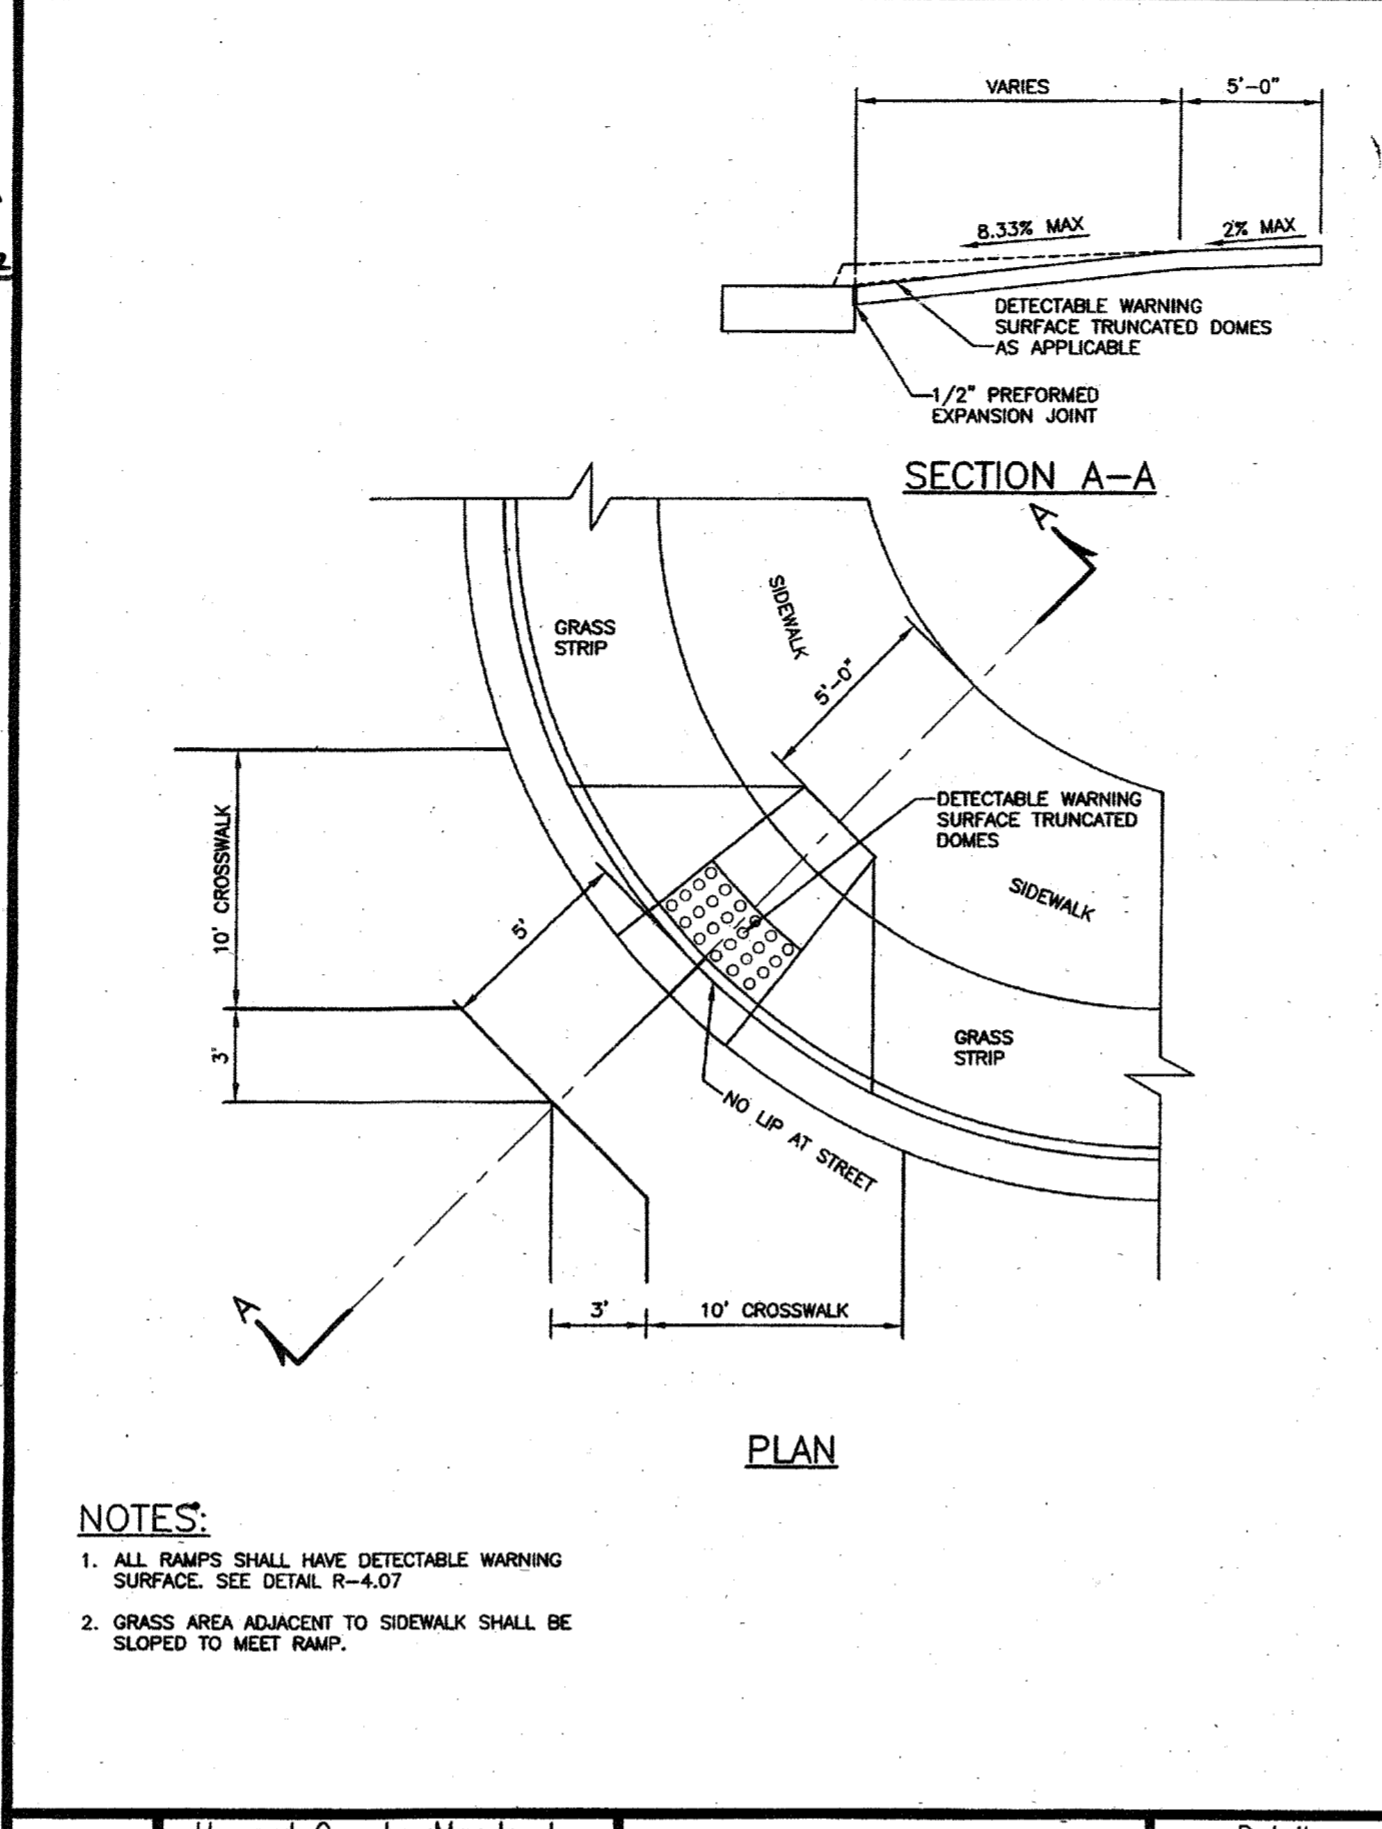 VARIES
5'-0"
8.33% MAX
2% MAX
DETECTABLE WARNING
SURFACE TRUNCATED DOMES
AS APPLICABLE
1/2" PREFORMED
EXPANSION JOINT
SECTION A-A
A
GRASS
STRIP
SIDEWALK
5'-0"
10' CROSSWALK
DETECTABLE WARNING
SURFACE TRUNCATED
DOMES
SIDEWALK
5'
3'
GRASS
STRIP
NO LIP AT STREET
A
3'
10' CROSSWALK
PLAN
NOTES:
1. ALL RAMPS SHALL HAVE DETECTABLE WARNING
SURFACE. SEE DETAIL R-4.07
2. GRASS AREA ADJACENT TO SIDEWALK SHALL BE
SLOPED TO MEET RAMP.